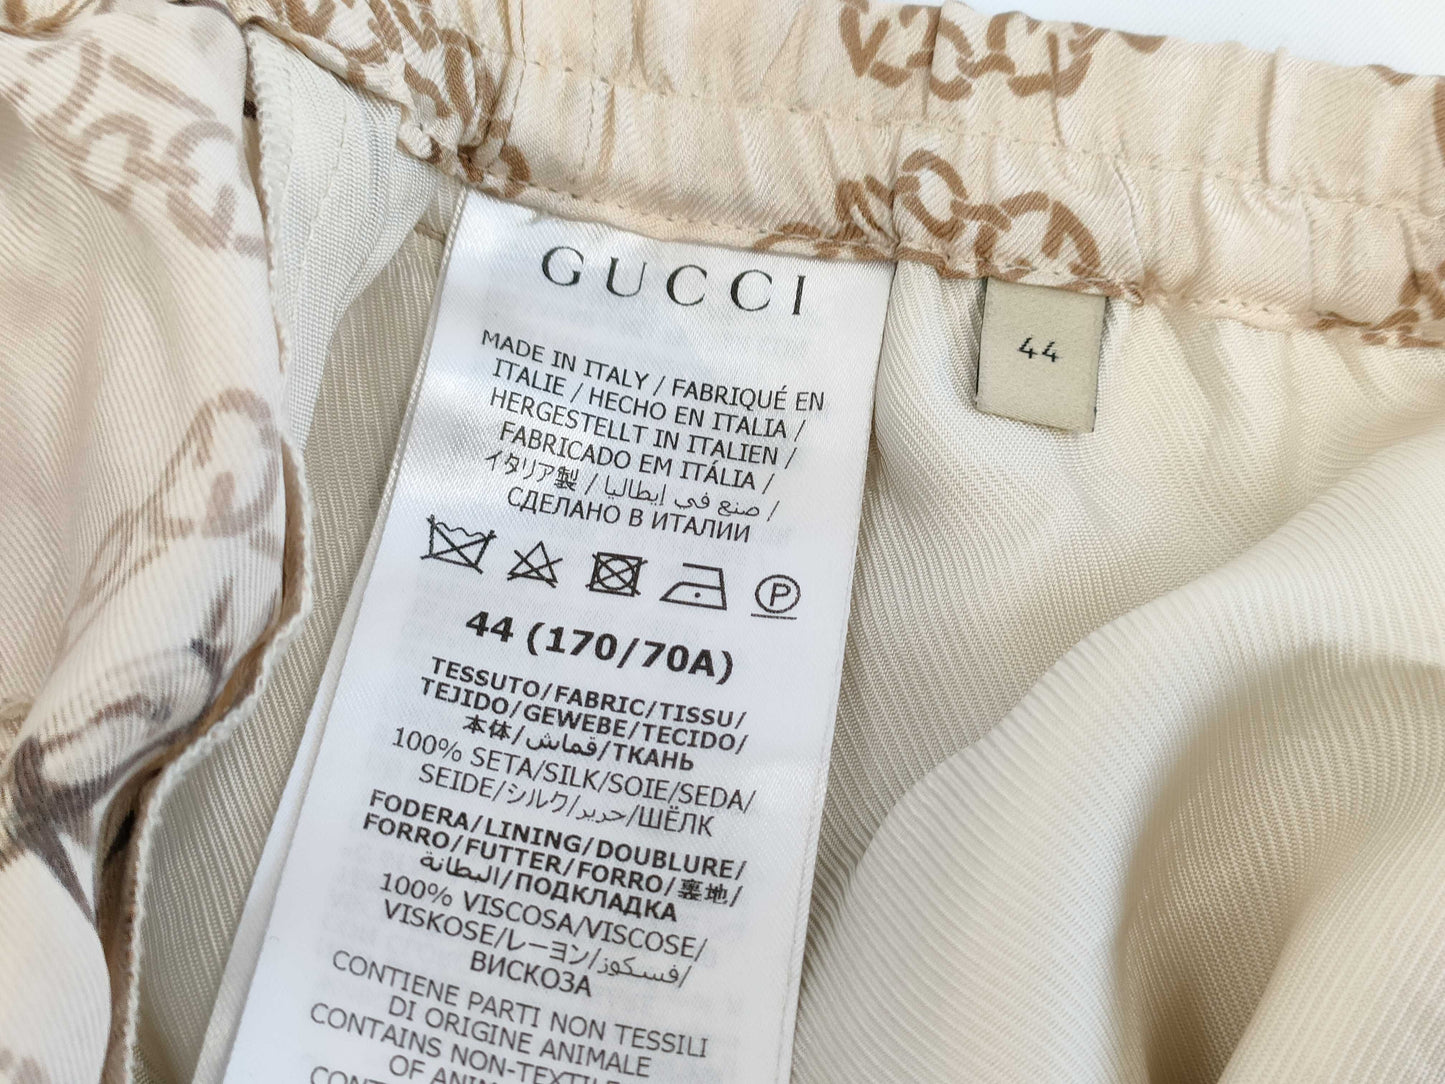 GUCCI
MADE IN ITALY / FABRIQUÉ EN
ITALIE / HECHO EN ITALIA /
HERGESTELLT IN ITALIEN /
FABRICADO EM ITÁLIA /
イタリア製 / صنع في إيطاليا /
СДЕЛАНО В ИТАЛИИ
P
44 (170/70A)
TESSUTO/FABRIC/TISSU/
TEJIDO/GEWEBE/TECIDO/
本体/قماش/ТКАНЬ
100% SETA/SILK/SOIE/SEDA/
SEIDE/シルク/حرير/ШЁЛК
FODERA/LINING/DOUBLURE/
FORRO/FUTTER/FORRO/裏地/
البطانة/ПОДКЛАДКА
100% VISCOSA/VISCOSE/
VISKOSE/レーヨン/فسكوز/
ВИСКОЗА
CONTIENE PARTI NON TESSILI
DI ORIGINE ANIMALE
CONTAINS NON-TEXTILE
OF
44